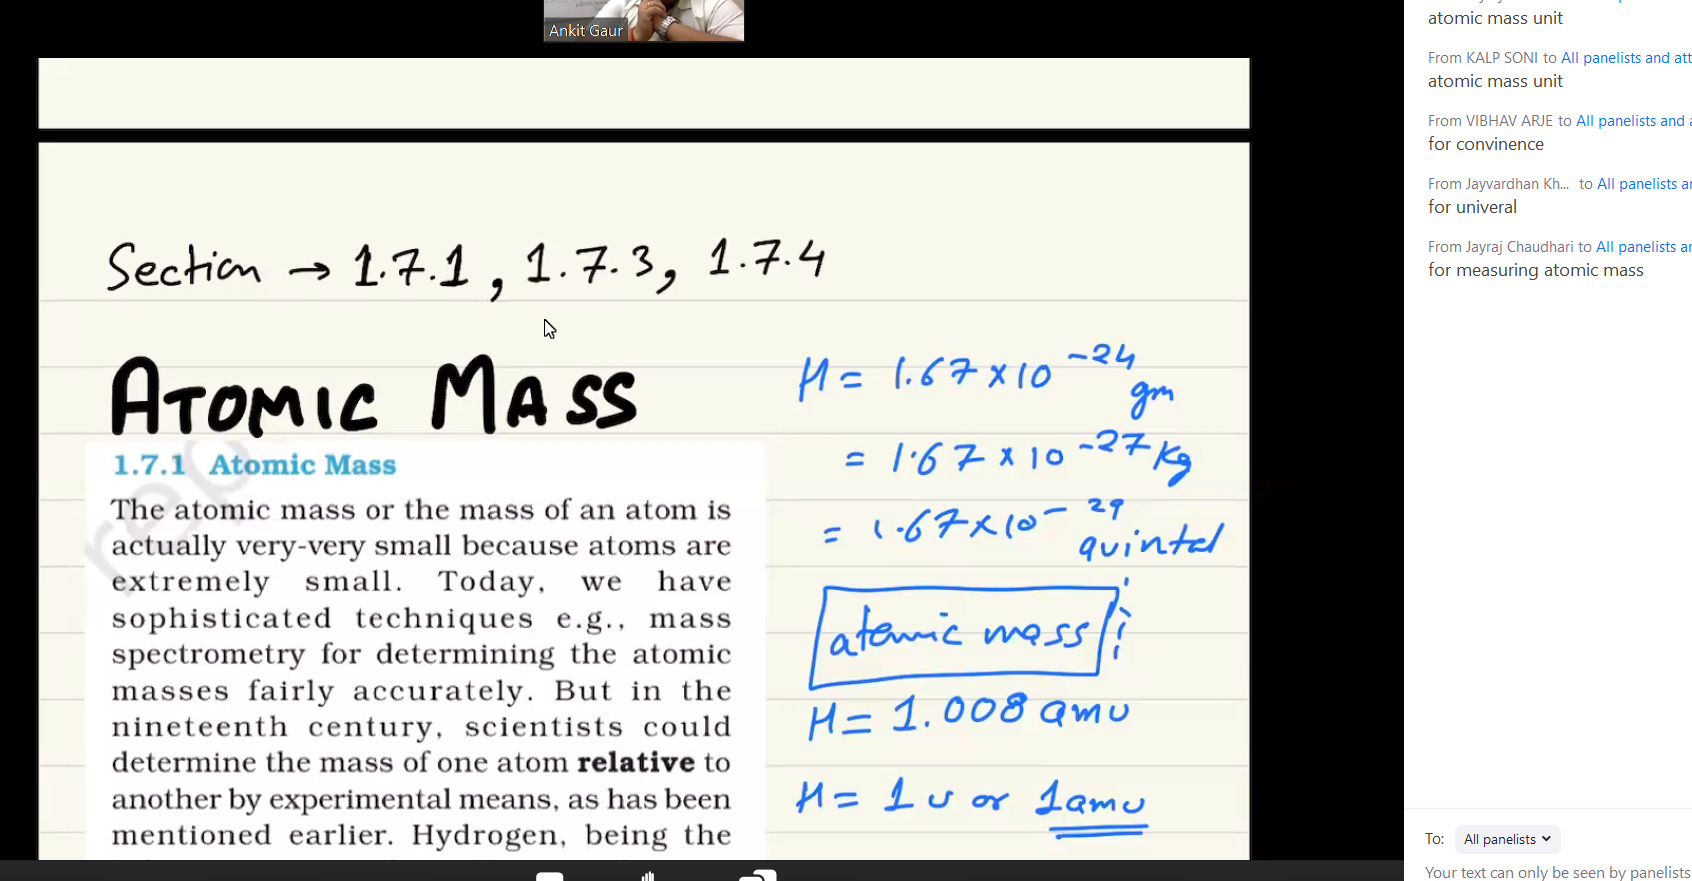 Ankit Gaur
Section → 1.7.1, 1.7.3, 1.7.4
ATOMIC MASS
1.7.1 Atomic Mass
The atomic mass or the mass of an atom is
actually very-very small because atoms are
extremely small. Today, we have
sophisticated techniques e.g., mass
spectrometry for determining the atomic
masses fairly accurately. But in the
nineteenth century, scientists could
determine the mass of one atom relative to
another by experimental means, as has been
mentioned earlier. Hydrogen, being the
H = 1.67 × 10⁻²⁴ gm
= 1.67 × 10⁻²⁷ kg
= 1.67 × 10⁻²⁹ quintal
atomic mass
H = 1.008 amu
H = 1 u or 1 amu
atomic mass unit
From KALP SONI to All panelists and att
atomic mass unit
From VIBHAV ARJE to All panelists and a
for convinence
From Jayvardhan Kh... to All panelists an
for univeral
From Jayraj Chaudhari to All panelists an
for measuring atomic mass
To: All panelists
Your text can only be seen by panelists